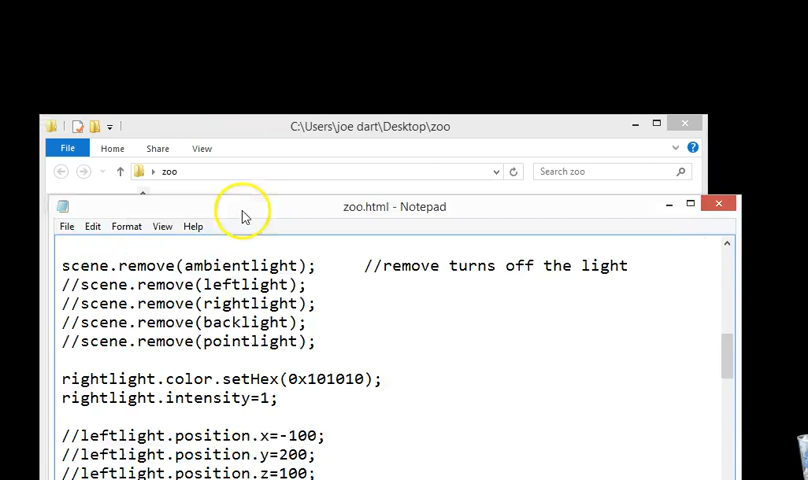 C:\Users\joe dart\Desktop\zoo
File Home Share View
zoo Search zoo
zoo.html - Notepad
File Edit Format View Help
scene.remove(ambientlight); //remove turns off the light
//scene.remove(leftlight);
//scene.remove(rightlight);
//scene.remove(backlight);
//scene.remove(pointlight);
rightlight.color.setHex(0x101010);
rightlight.intensity=1;
//leftlight.position.x=-100;
//leftlight.position.y=200;
//leftlight.position.z=100;